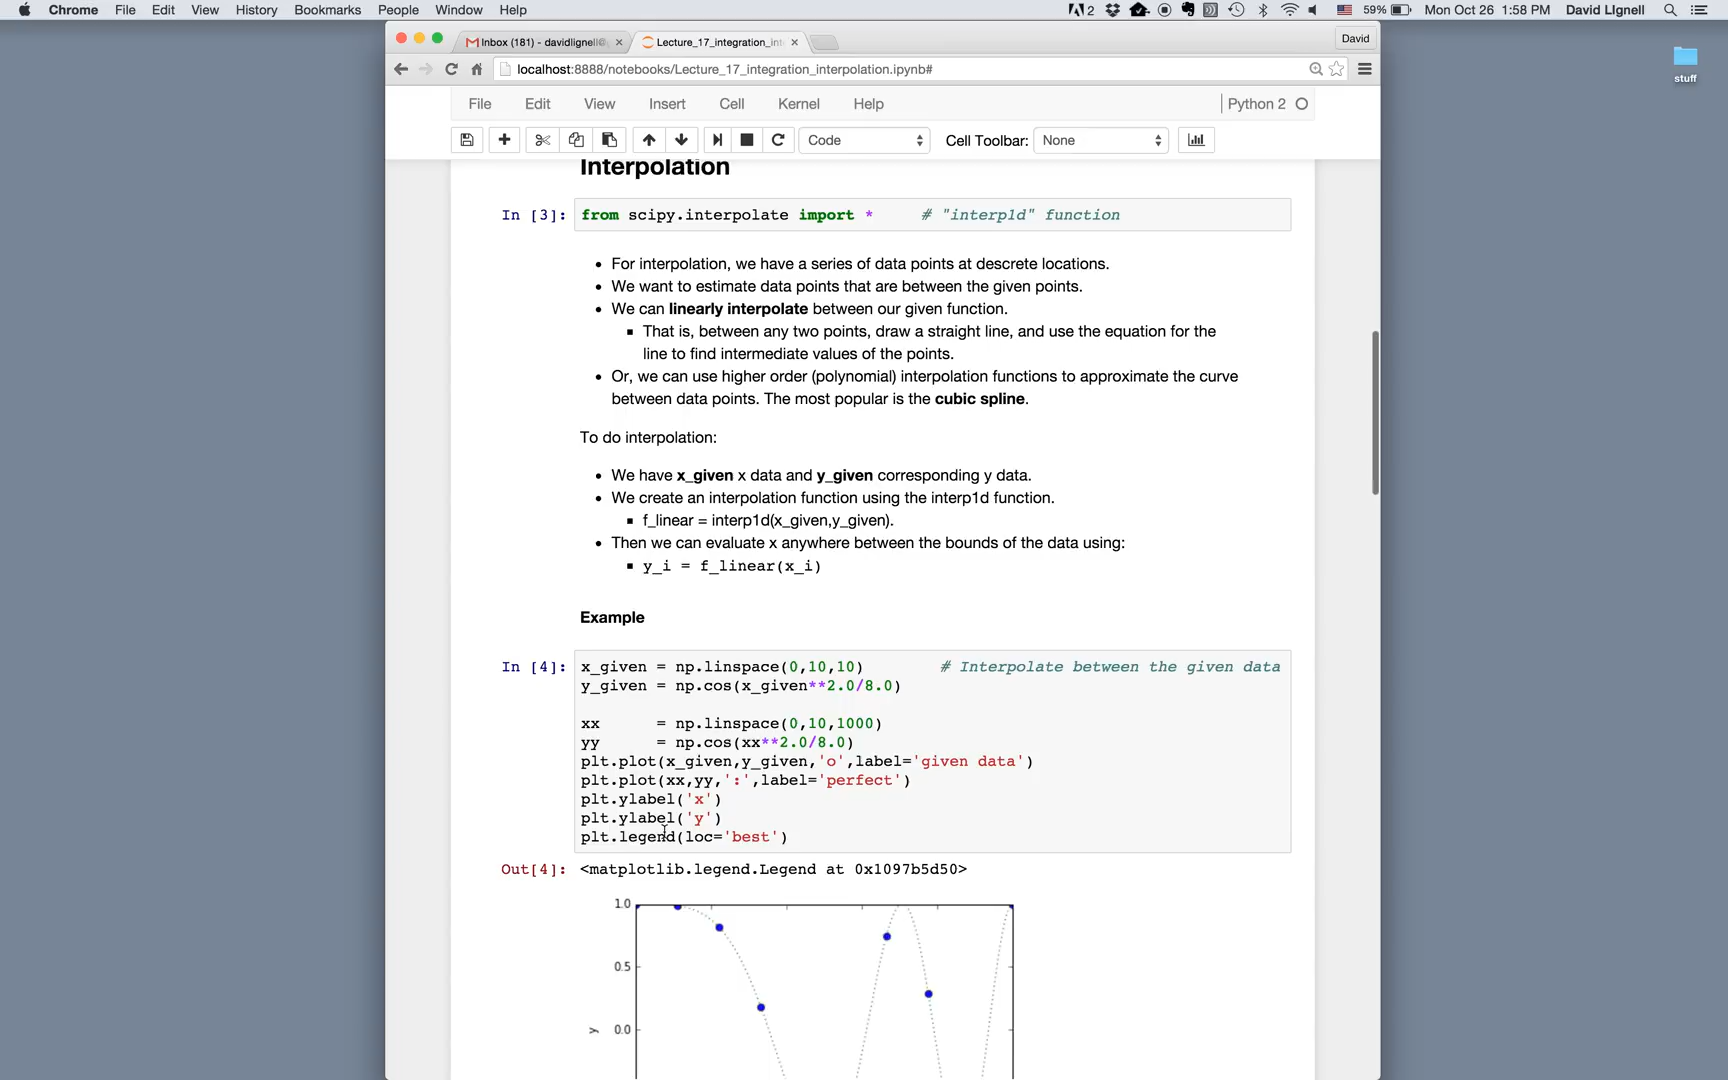 Chrome File Edit View History Bookmarks People Window Help 2 59% Mon Oct 26 1:58 PM David LIgnell
Inbox (181) - davidlignell@ Lecture_17_integration_int David
localhost:8888/notebooks/Lecture_17_integration_interpolation.ipynb#
stuff
File Edit View Insert Cell Kernel Help Python 2
Code Cell Toolbar: None
Interpolation
In [3]: from scipy.interpolate import * # "interp1d" function
• For interpolation, we have a series of data points at descrete locations.
• We want to estimate data points that are between the given points.
• We can linearly interpolate between our given function.
▪ That is, between any two points, draw a straight line, and use the equation for the
line to find intermediate values of the points.
• Or, we can use higher order (polynomial) interpolation functions to approximate the curve
between data points. The most popular is the cubic spline.
To do interpolation:
• We have x_given x data and y_given corresponding y data.
• We create an interpolation function using the interp1d function.
▪ f_linear = interp1d(x_given,y_given).
• Then we can evaluate x anywhere between the bounds of the data using:
▪ y_i = f_linear(x_i)
Example
In [4]: x_given = np.linspace(0,10,10) # Interpolate between the given data
y_given = np.cos(x_given**2.0/8.0)
xx = np.linspace(0,10,1000)
yy = np.cos(xx**2.0/8.0)
plt.plot(x_given,y_given,'o',label='given data')
plt.plot(xx,yy,':',label='perfect')
plt.ylabel('x')
plt.ylabel('y')
plt.legend(loc='best')
Out[4]: <matplotlib.legend.Legend at 0x1097b5d50>
1.0
0.5
y 0.0